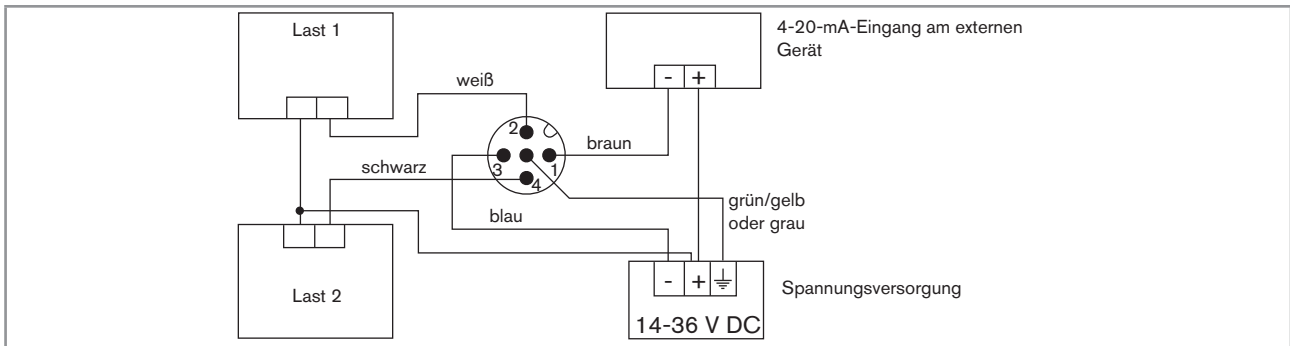 Last 1
4-20-mA-Eingang am externen
Gerät
- +
weiß
2
braun
3
1
schwarz
4
grün/gelb
oder grau
blau
- +
Spannungsversorgung
Last 2
14-36 V DC